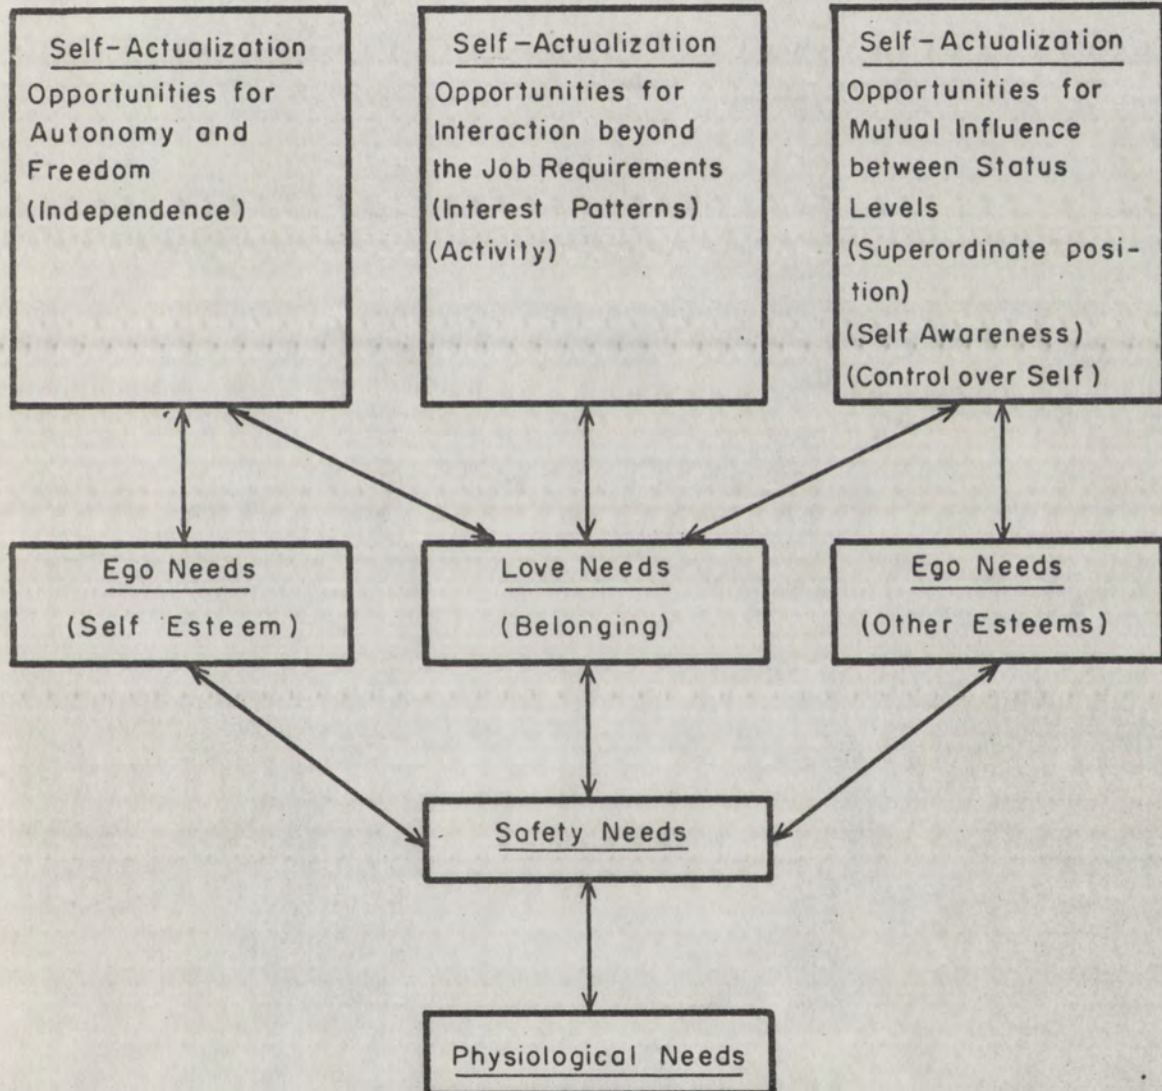 Self-Actualization
Opportunities for
Autonomy and
Freedom
(Independence)
Self-Actualization
Opportunities for
Interaction beyond
the Job Requirements
(Interest Patterns)
(Activity)
Self-Actualization
Opportunities for
Mutual Influence
between Status
Levels
(Superordinate posi-
tion)
(Self Awareness)
(Control over Self)
Ego Needs
(Self Esteem)
Love Needs
(Belonging)
Ego Needs
(Other Esteems)
Safety Needs
Physiological Needs